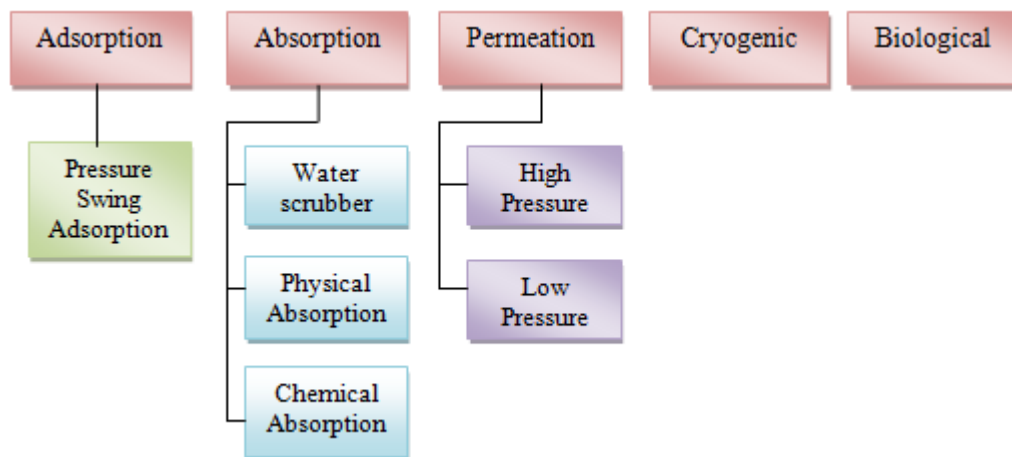 Adsorption
Absorption
Permeation
Cryogenic
Biological
Pressure
Swing
Adsorption
Water
scrubber
Physical
Absorption
Chemical
Absorption
High
Pressure
Low
Pressure